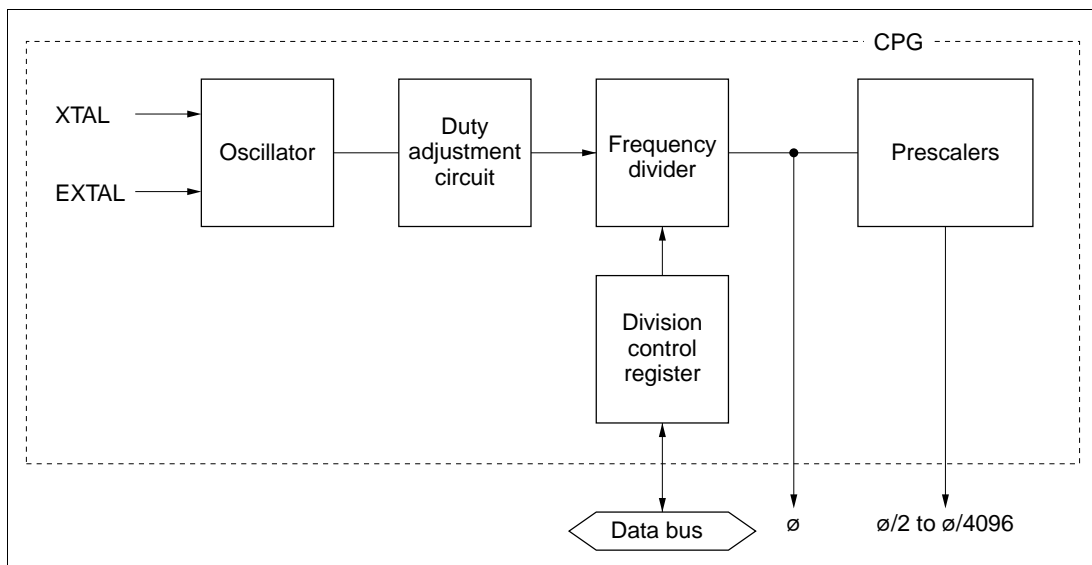 CPG
XTAL
EXTAL
Oscillator
Duty
adjustment
circuit
Frequency
divider
Prescalers
Division
control
register
Data bus
ø
ø/2 to ø/4096